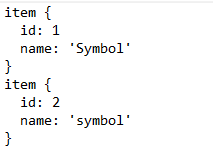 item {
  id: 1
  name: 'Symbol'
}
item {
  id: 2
  name: 'symbol'
}